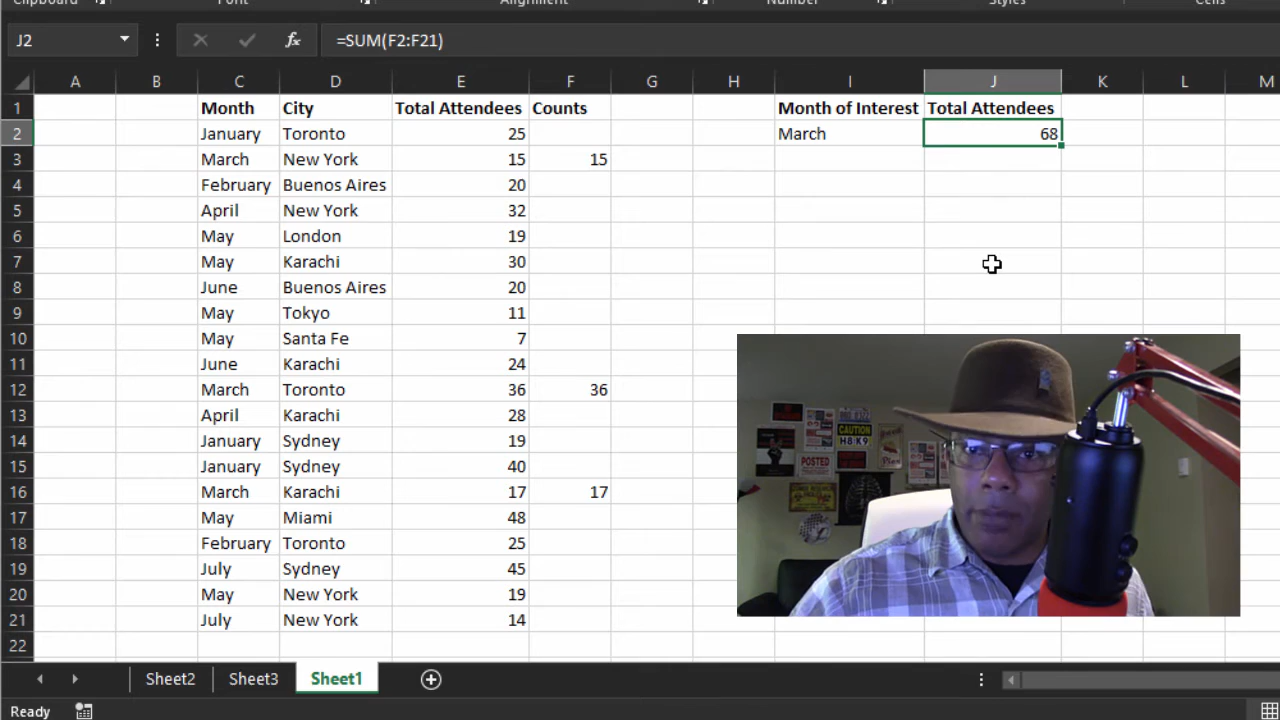 Clipboard Font Alignment Number Styles Cells
J2 fx =SUM(F2:F21)
A B C D E F G H I J K L M
1 Month City Total Attendees Counts Month of Interest Total Attendees
2 January Toronto 25 March 68
3 March New York 15 15
4 February Buenos Aires 20
5 April New York 32
6 May London 19
7 May Karachi 30
8 June Buenos Aires 20
9 May Tokyo 11
10 May Santa Fe 7
11 June Karachi 24
12 March Toronto 36 36
13 April Karachi 28
14 January Sydney 19
15 January Sydney 40
16 March Karachi 17 17
17 May Miami 48
18 February Toronto 25
19 July Sydney 45
20 May New York 19
21 July New York 14
22
CAUTION
H8 K9
POSTED
Sheet2 Sheet3 Sheet1
Ready